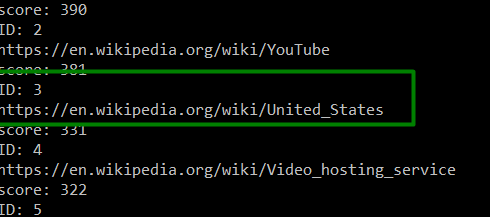 score: 390
ID: 2
https://en.wikipedia.org/wiki/YouTube
score: 381
ID: 3
https://en.wikipedia.org/wiki/United_States
score: 331
ID: 4
https://en.wikipedia.org/wiki/Video_hosting_service
score: 322
ID: 5